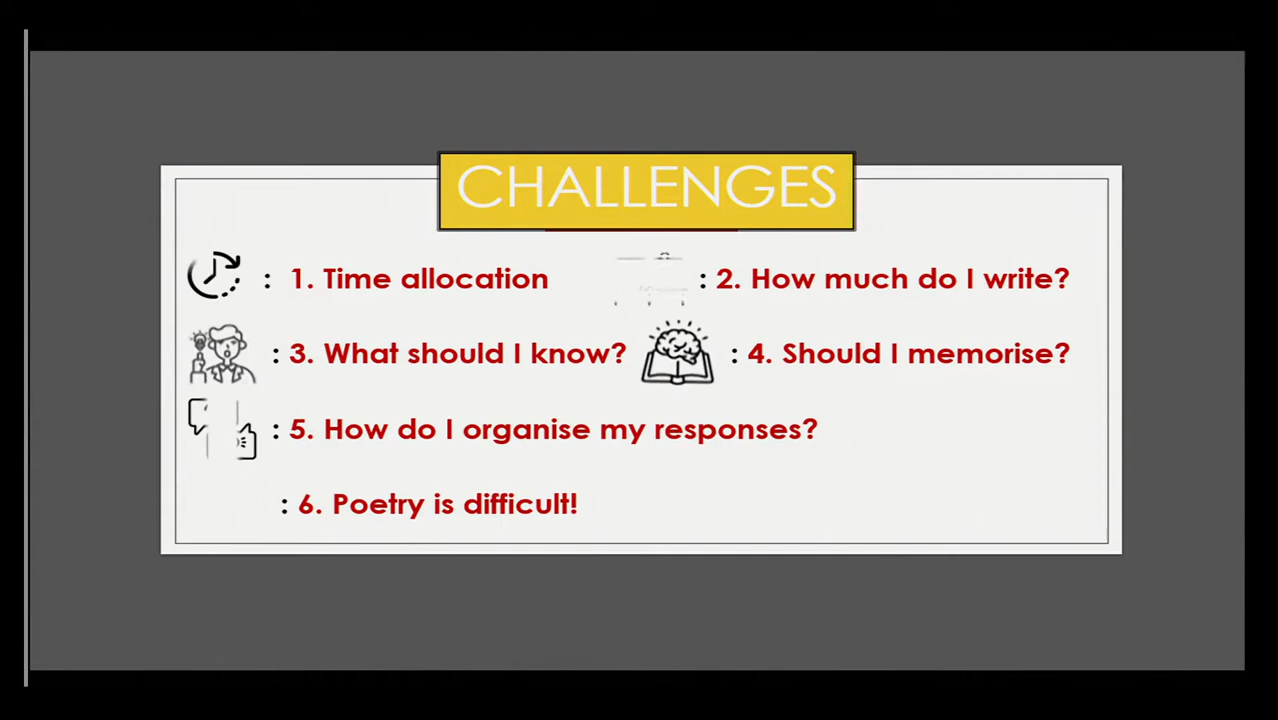 CHALLENGES
: 1. Time allocation : 2. How much do I write?
: 3. What should I know? : 4. Should I memorise?
: 5. How do I organise my responses?
: 6. Poetry is difficult!